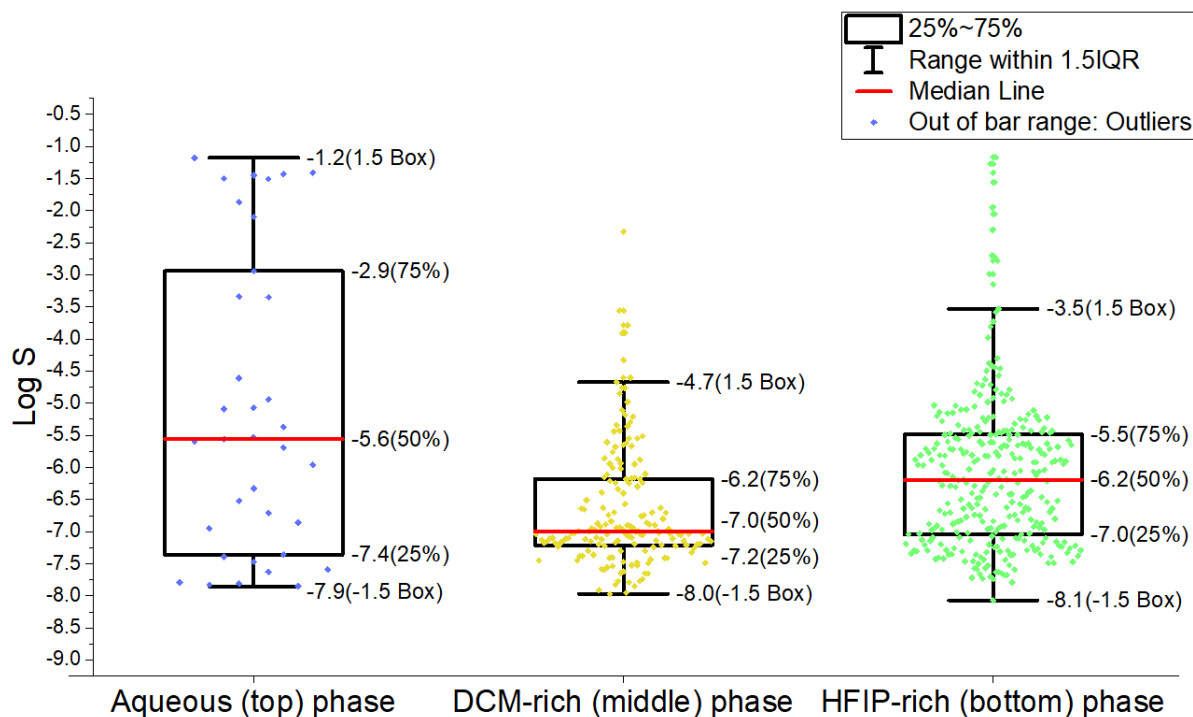 25%~75%
Range within 1.5IQR
Median Line
Out of bar range: Outliers
Log S
-0.5
-1.0
-1.5
-2.0
-2.5
-3.0
-3.5
-4.0
-4.5
-5.0
-5.5
-6.0
-6.5
-7.0
-7.5
-8.0
-8.5
-9.0
-1.2(1.5 Box)
-2.9(75%)
-5.6(50%)
-7.4(25%)
-7.9(-1.5 Box)
-4.7(1.5 Box)
-6.2(75%)
-7.0(50%)
-7.2(25%)
-8.0(-1.5 Box)
-3.5(1.5 Box)
-5.5(75%)
-6.2(50%)
-7.0(25%)
-8.1(-1.5 Box)
Aqueous (top) phase
DCM-rich (middle) phase
HFIP-rich (bottom) phase